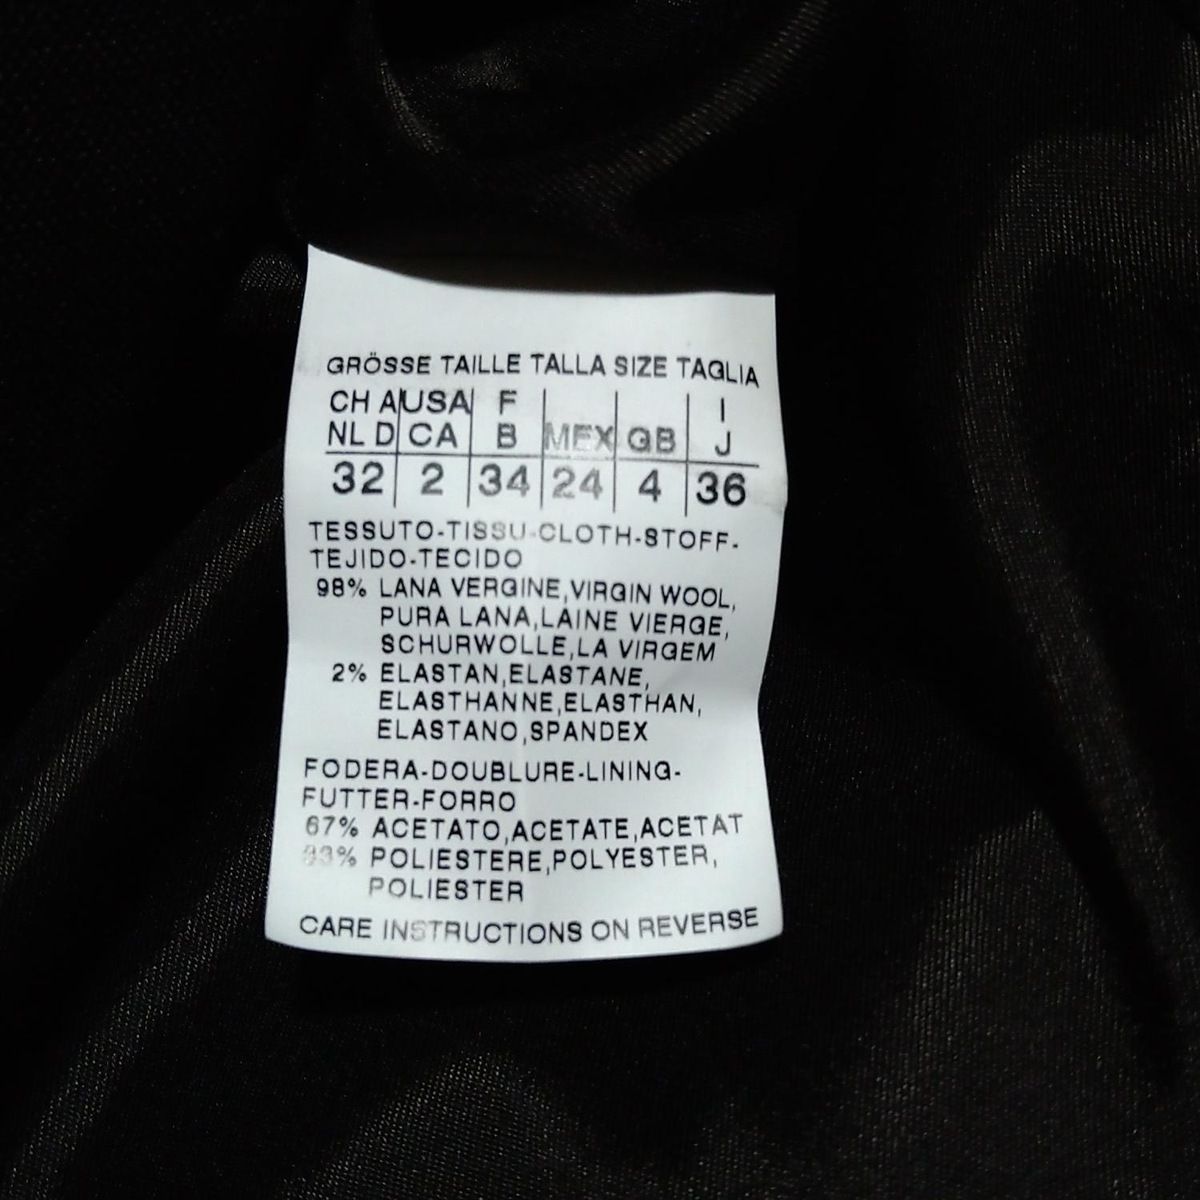 GRÖSSE TAILLE TALLA SIZE TAGLIA
CH A USA F I
NL D CA B MEX GB J
32 2 34 24 4 36
TESSUTO-TISSU-CLOTH-STOFF-
TEJIDO-TECIDO
98% LANA VERGINE,VIRGIN WOOL,
PURA LANA,LAINE VIERGE,
SCHURWOLLE,LA VIRGEM
2% ELASTAN,ELASTANE,
ELASTHANNE,ELASTHAN,
ELASTANO,SPANDEX
FODERA-DOUBLURE-LINING-
FUTTER-FORRO
67% ACETATO,ACETATE,ACETAT
33% POLIESTERE,POLYESTER,
POLIESTER
CARE INSTRUCTIONS ON REVERSE